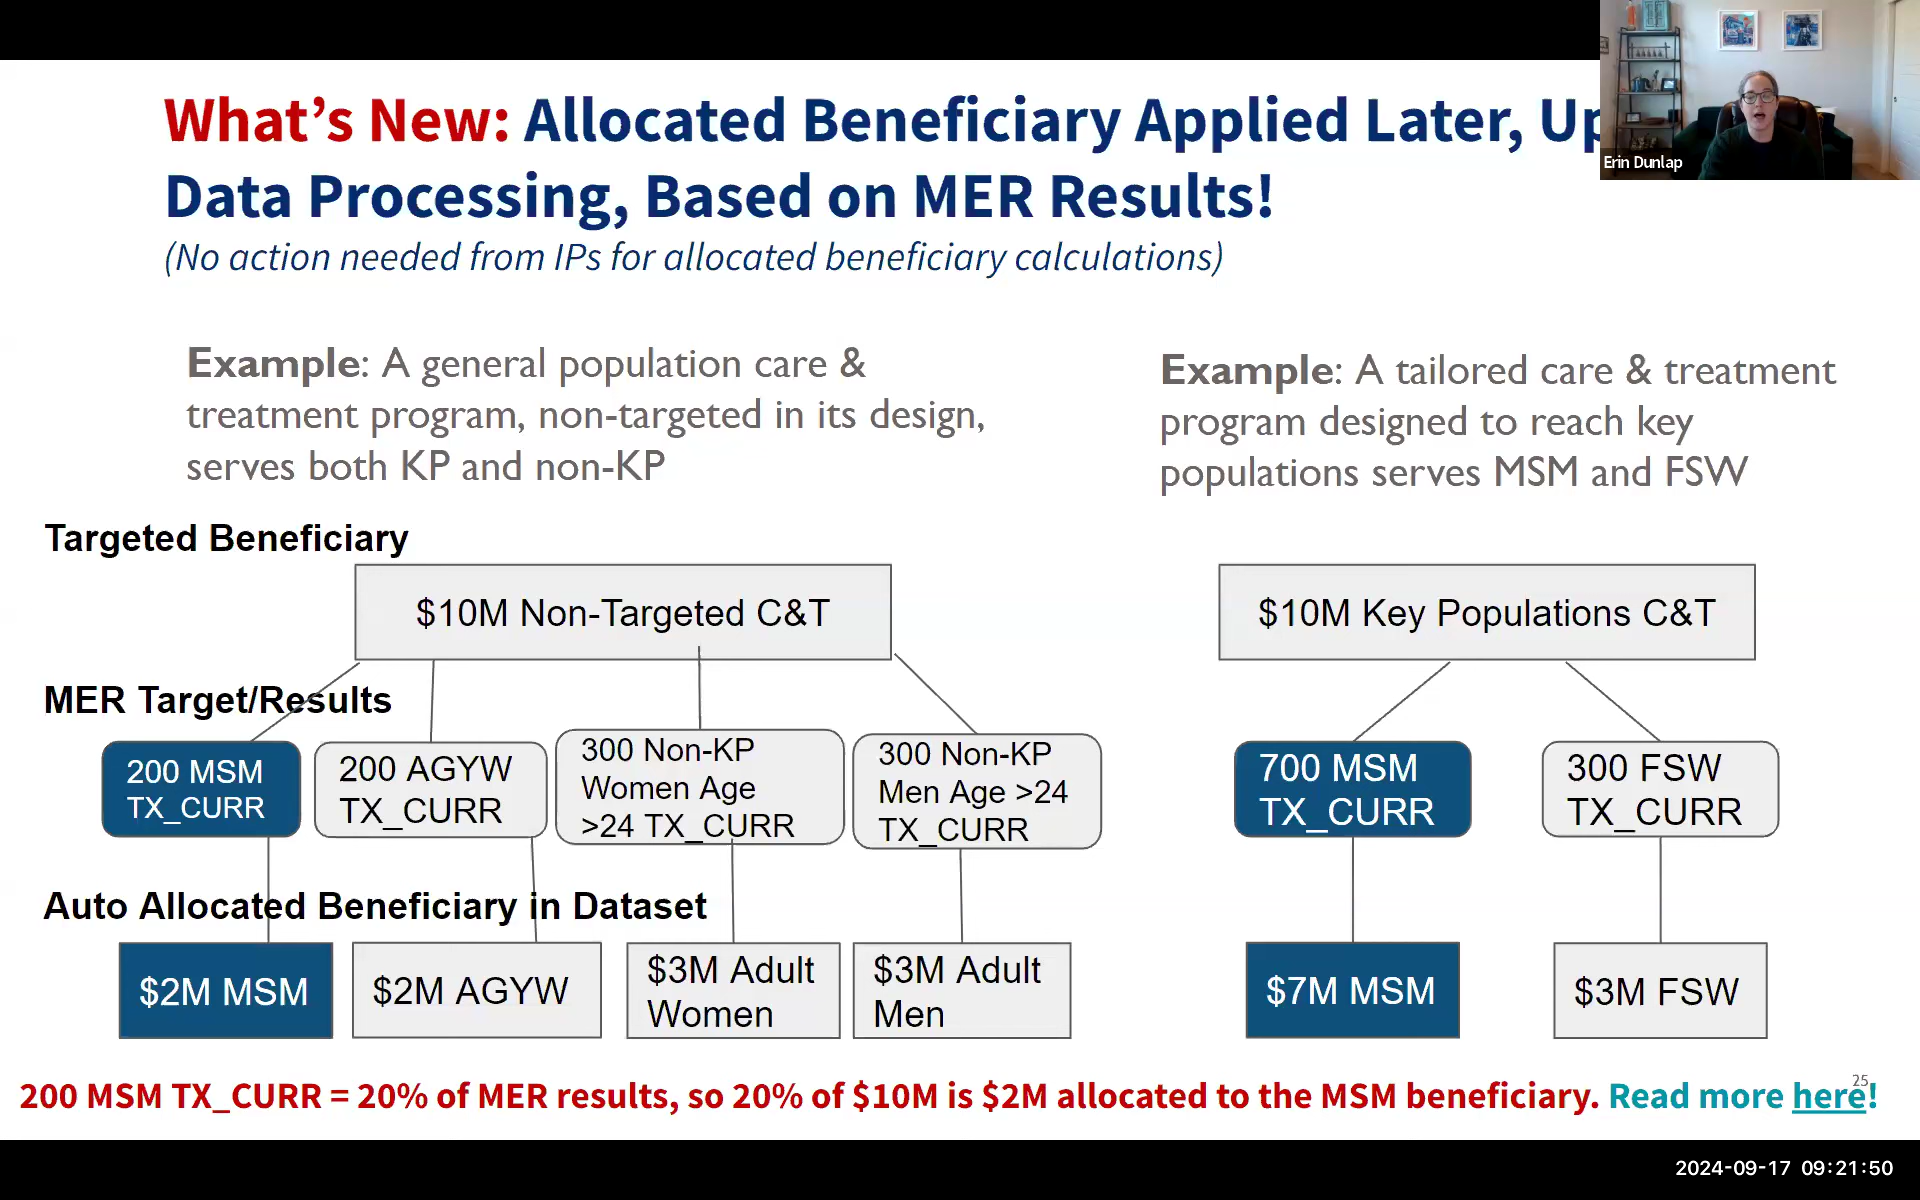 What's New: Allocated Beneficiary Applied Later,
Data Processing, Based on MER Results!
(No action needed from IPs for allocated beneficiary calculations)
Erin Dunlap
Example: A general population care &
treatment program, non-targeted in its design,
serves both KP and non-KP
Example: A tailored care & treatment
program designed to reach key
populations serves MSM and FSW
Targeted Beneficiary
$10M Non-Targeted C&T
$10M Key Populations C&T
MER Target/Results
200 MSM
TX_CURR
200 AGYW
TX_CURR
300 Non-KP
Women Age
>24 TX_CURR
300 Non-KP
Men Age >24
TX_CURR
700 MSM
TX_CURR
300 FSW
TX_CURR
Auto Allocated Beneficiary in Dataset
$2M MSM
$2M AGYW
$3M Adult
Women
$3M Adult
Men
$7M MSM
$3M FSW
25
200 MSM TX_CURR = 20% of MER results, so 20% of $10M is $2M allocated to the MSM beneficiary. Read more here!
2024-09-17 09:21:50